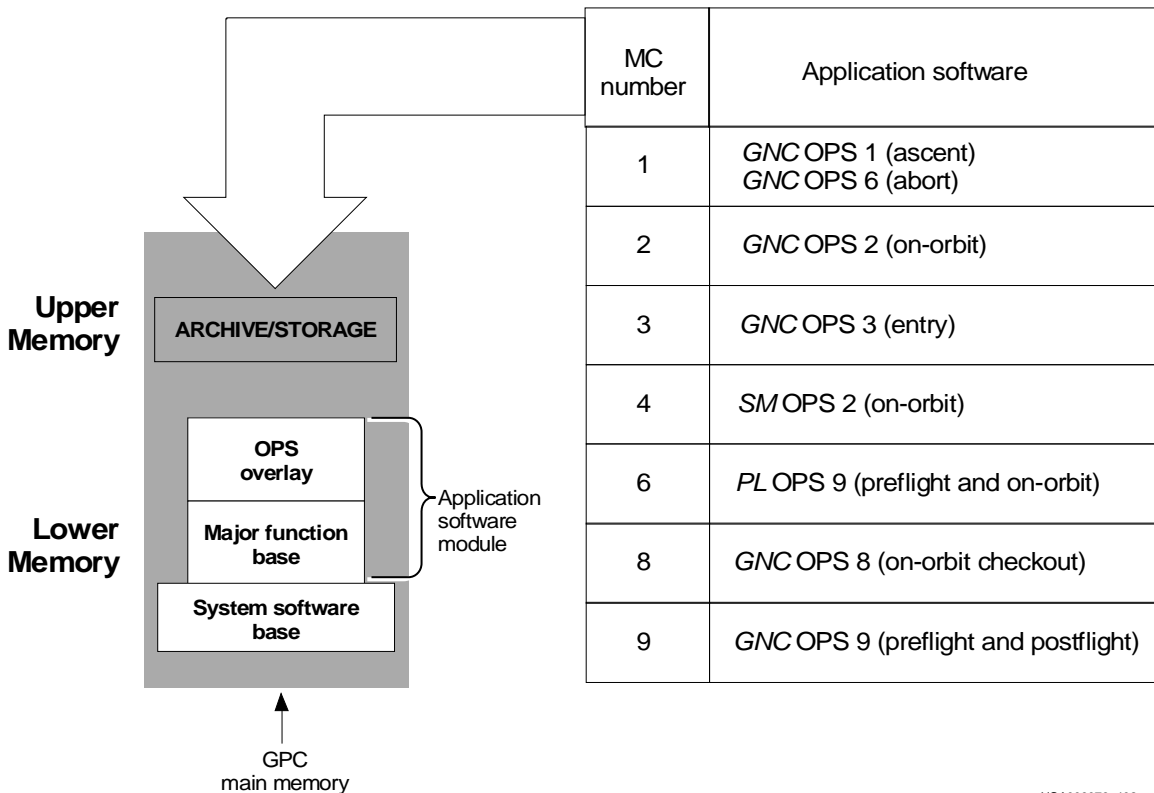 MC
number
Application software
1
GNC OPS 1 (ascent)
GNC OPS 6 (abort)
2
GNC OPS 2 (on-orbit)
3
GNC OPS 3 (entry)
4
SM OPS 2 (on-orbit)
6
PL OPS 9 (preflight and on-orbit)
8
GNC OPS 8 (on-orbit checkout)
9
GNC OPS 9 (preflight and postflight)
Upper
Memory
ARCHIVE/STORAGE
OPS
overlay
Major function
base
Application
software
module
Lower
Memory
System software
base
GPC
main memory